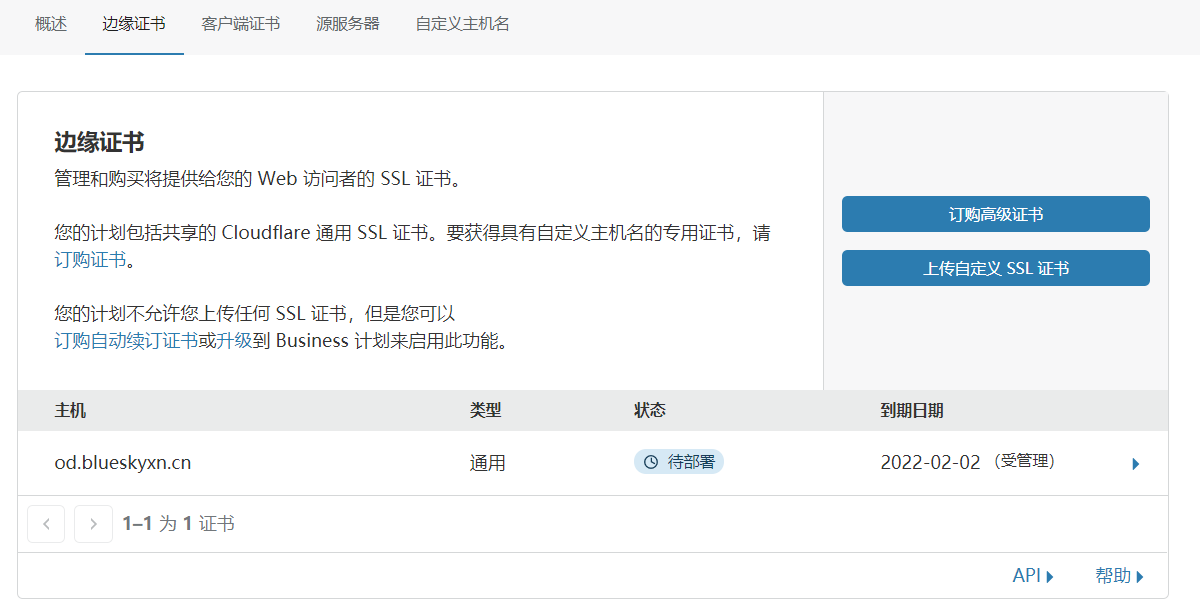 概述 边缘证书 客户端证书 源服务器 自定义主机名
边缘证书
管理和购买将提供给您的 Web 访问者的 SSL 证书。
您的计划包括共享的 Cloudflare 通用 SSL 证书。要获得具有自定义主机名的专用证书，请
订购证书。
您的计划不允许您上传任何 SSL 证书，但是您可以
订购自动续订证书或升级到 Business 计划来启用此功能。
订购高级证书
上传自定义 SSL 证书
主机 类型 状态 到期日期
od.blueskyxn.cn 通用 待部署 2022-02-02 （受管理）
1–1 为 1 证书
API 帮助